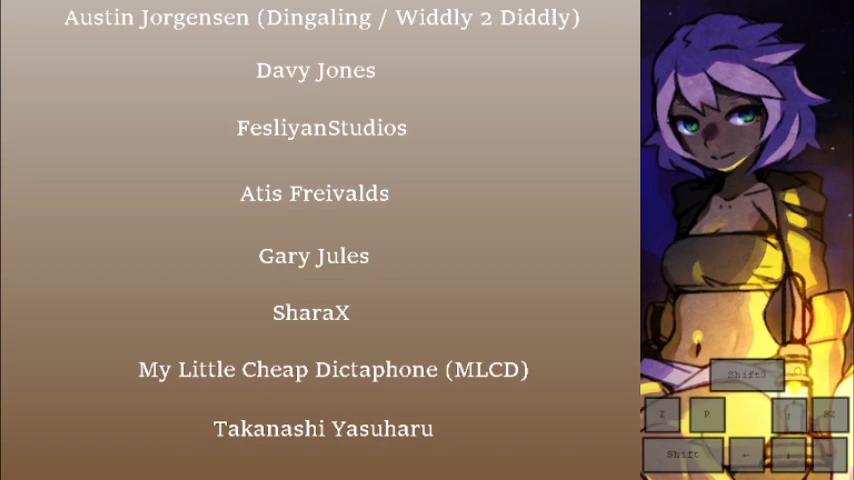 Austin Jorgensen (Dingaling / Widdly 2 Diddly)
Davy Jones
FesliyanStudios
Atis Freivalds
Gary Jules
SharaX
My Little Cheap Dictaphone (MLCD)
Takanashi Yasuharu
Z R ↑
Shift ← ↓ →